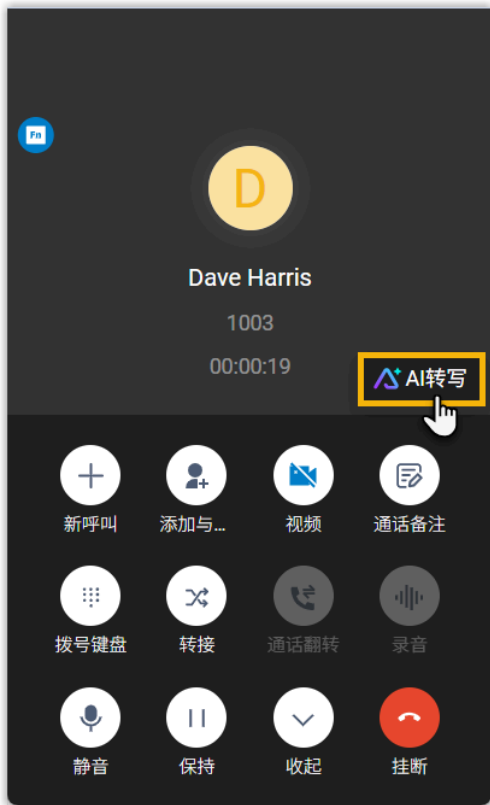 Fn
D
Dave Harris
1003
00:00:19
AI转写
新呼叫 添加与... 视频 通话备注
拨号键盘 转接 通话翻转 录音
静音 保持 收起 挂断